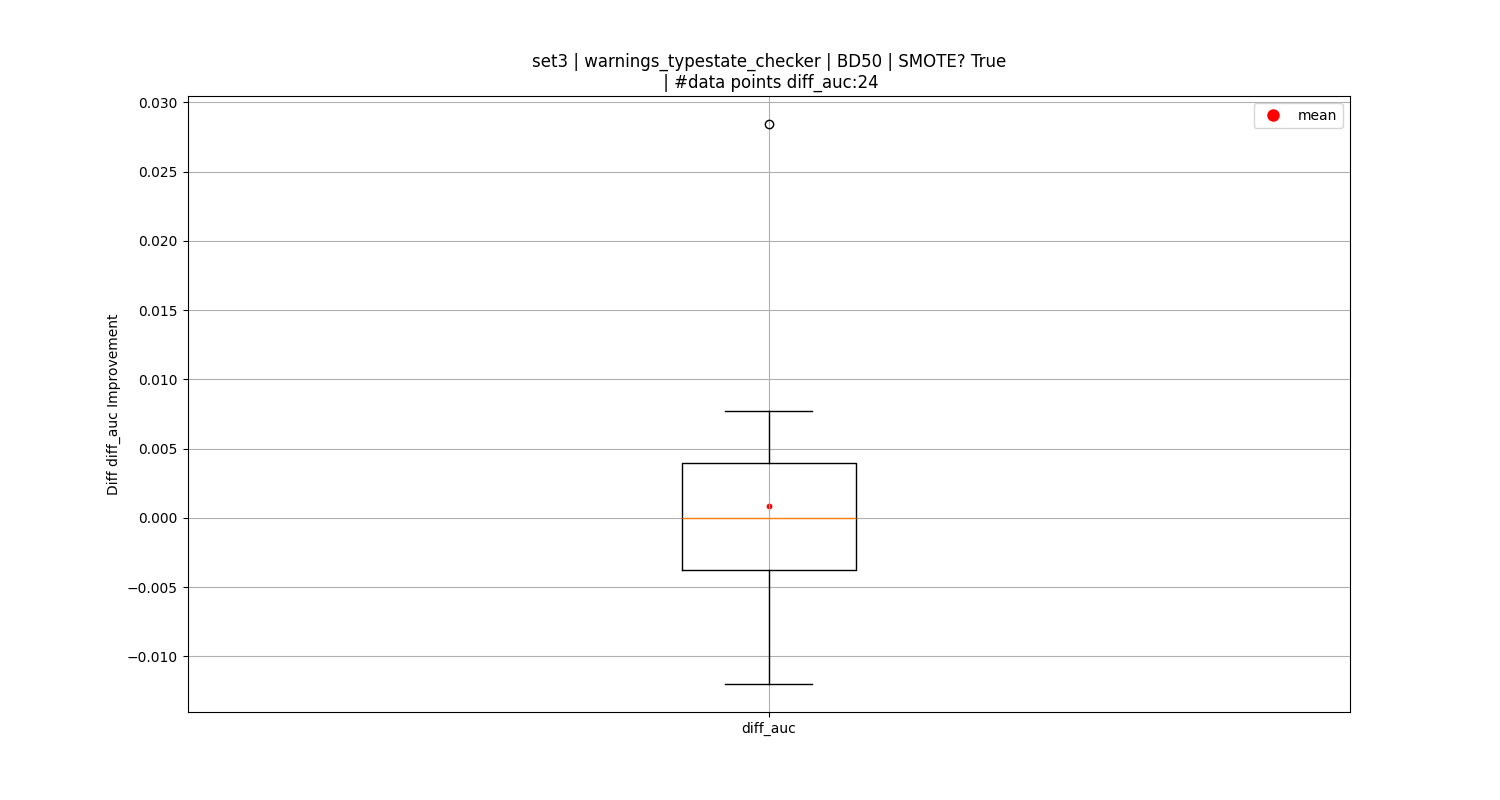 set3 | warnings_typestate_checker | BD50 | SMOTE? True
| #data points diff_auc:24
mean
Diff diff_auc Improvement
0.030
0.025
0.020
0.015
0.010
0.005
0.000
−0.005
−0.010
diff_auc